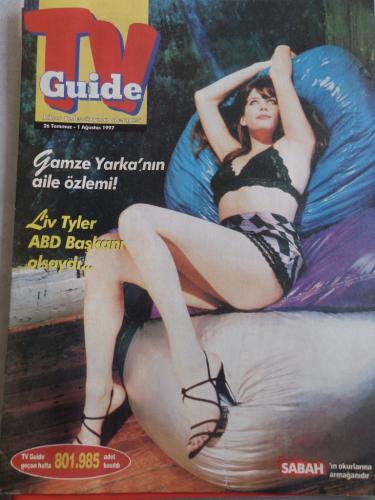 TV
Guide
26 Temmuz - 1 Ağustos 1997
Gamze Yarka'nın
aile özlemi!
Liv Tyler
ABD Başkanı
olsaydı...
TV Guide
geçen hafta
801.985
adet
basıldı
SABAH 'ın okurlarına
armağanıdır